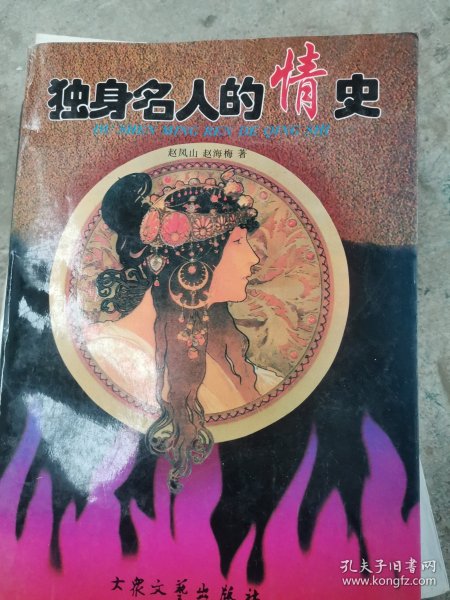 独身名人的情史
DU SHEN MING REN DE QING SHI
赵凤山 赵海梅 著
大众文艺出版社
孔夫子旧书网
www.kongfz.com